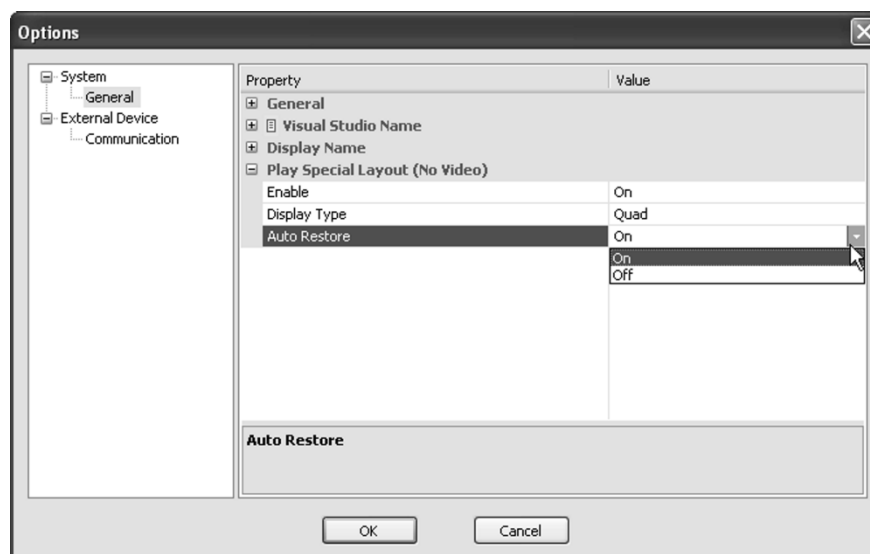 Options
System
General
External Device
Communication
Property Value
General
Visual Studio Name
Display Name
Play Special Layout (No Video)
Enable On
Display Type Quad
Auto Restore On
On
Off
Auto Restore
OK Cancel